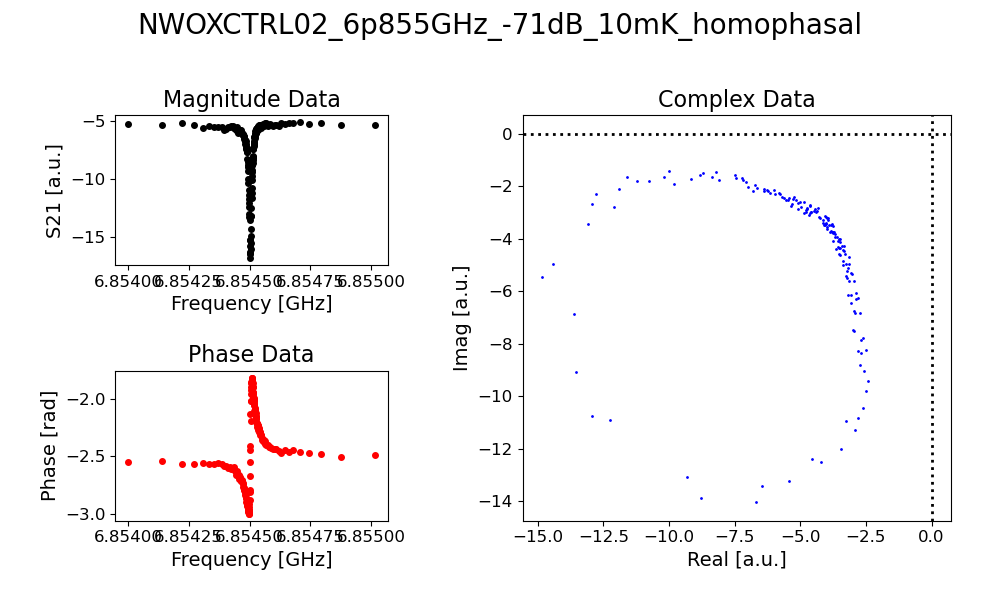 NWOXCTRL02_6p855GHz_-71dB_10mK_homophasal
Magnitude Data
S21 [a.u.]
−5
−10
−15
6.85400 6.85425 6.85450 6.85475 6.85500
Frequency [GHz]
Phase Data
Phase [rad]
−2.0
−2.5
−3.0
6.85400 6.85425 6.85450 6.85475 6.85500
Frequency [GHz]
Complex Data
Imag [a.u.]
0
−2
−4
−6
−8
−10
−12
−14
−15.0 −12.5 −10.0 −7.5 −5.0 −2.5 0.0
Real [a.u.]